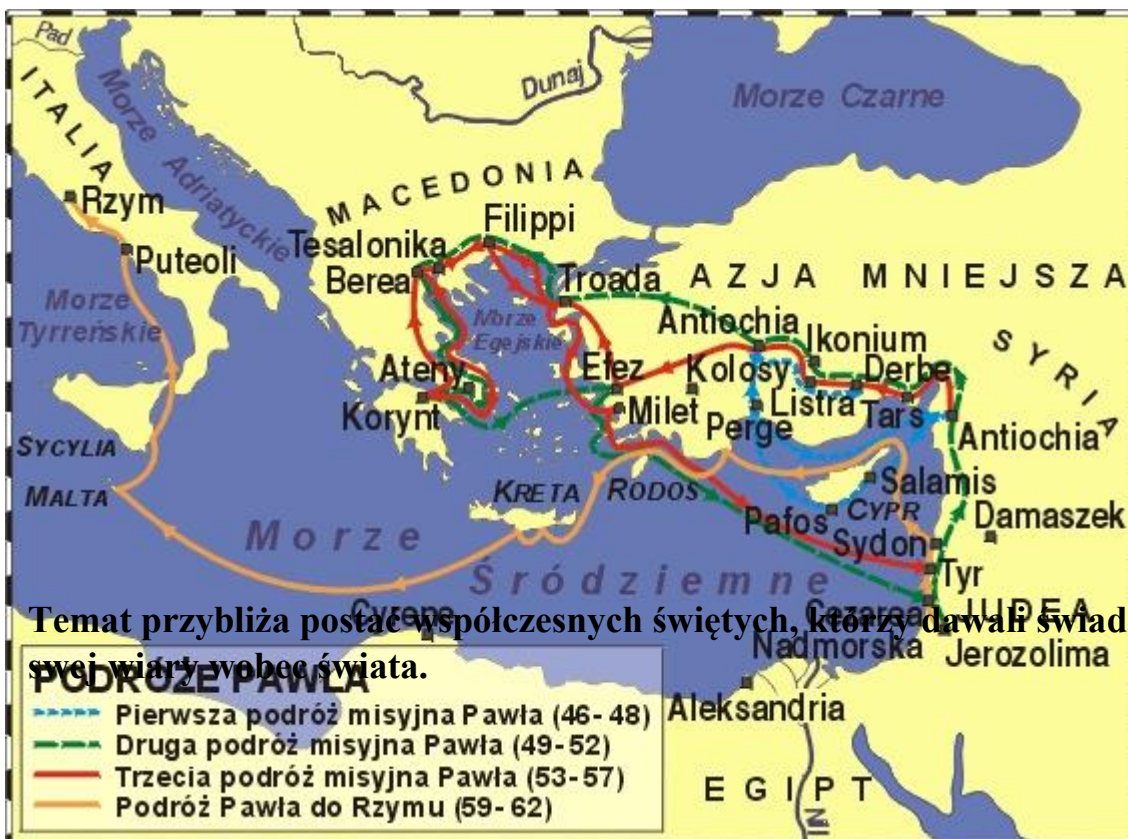 Pad
Dunaj
Morze Czarne
ITALIA
Morze
Adriatyckie
MACEDONIA
Rzym
Filippi
Tesalonika
Puteoli
Berea
Troada
AZJA MNIEJSZA
Morze
Tyrreńskie
Morze
Egejskie
Antiochia
Ikonium
SYRIA
Ateny
Efez
Kolosy
Derbe
Korynt
Milet
Listra
Tars
Perge
Antiochia
SYCYLIA
MALTA
KRETA
RODOS
Salamis
Pafos
CYPR
Damaszek
Morze
Śródziemne
Sydon
Tyr
Cyrene
Cezarea
Nadmorska
JUDEA
Jerozolima
Temat przybliża postać współczesnych świętych, którzy dawali świad
swej wiary wobec świata.
PODRÓŻE PAWŁA
Pierwsza podróż misyjna Pawła (46-48)
Druga podróż misyjna Pawła (49-52)
Trzecia podróż misyjna Pawła (53-57)
Podróż Pawła do Rzymu (59-62)
Aleksandria
EGIPT